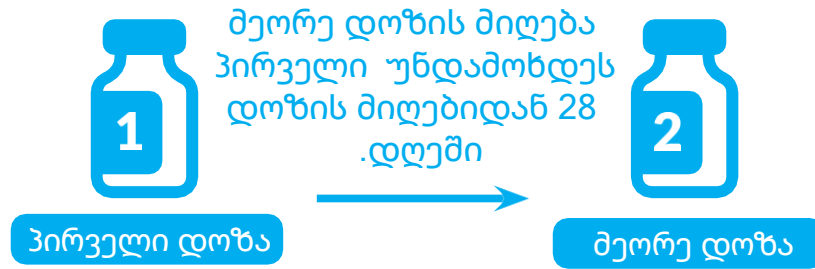 მეორე დოზის მიღება
პირველი უნდამოხდეს
დოზის მიღებიდან 28
.დღეში
1
2
პირველი დოზა
მეორე დოზა